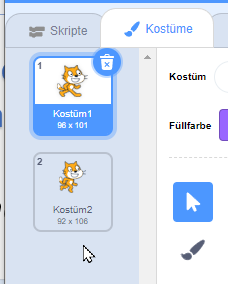 Skripte
Kostüme
1
Kostüm1
96 x 101
2
Kostüm2
92 x 106
Kostüm
Füllfarbe